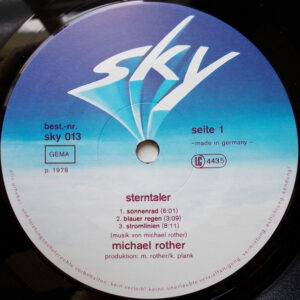 sky
best.-nr.
sky 013
seite 1
-made in germany-
GEMA
LC 4435
p. 1978
sterntaler
1. sonnenrad (6:01)
2. blauer regen (3:09)
3. stromlinien (8:11)
(musik von michael rother)
michael rother
produktion: m. rother/k. plank